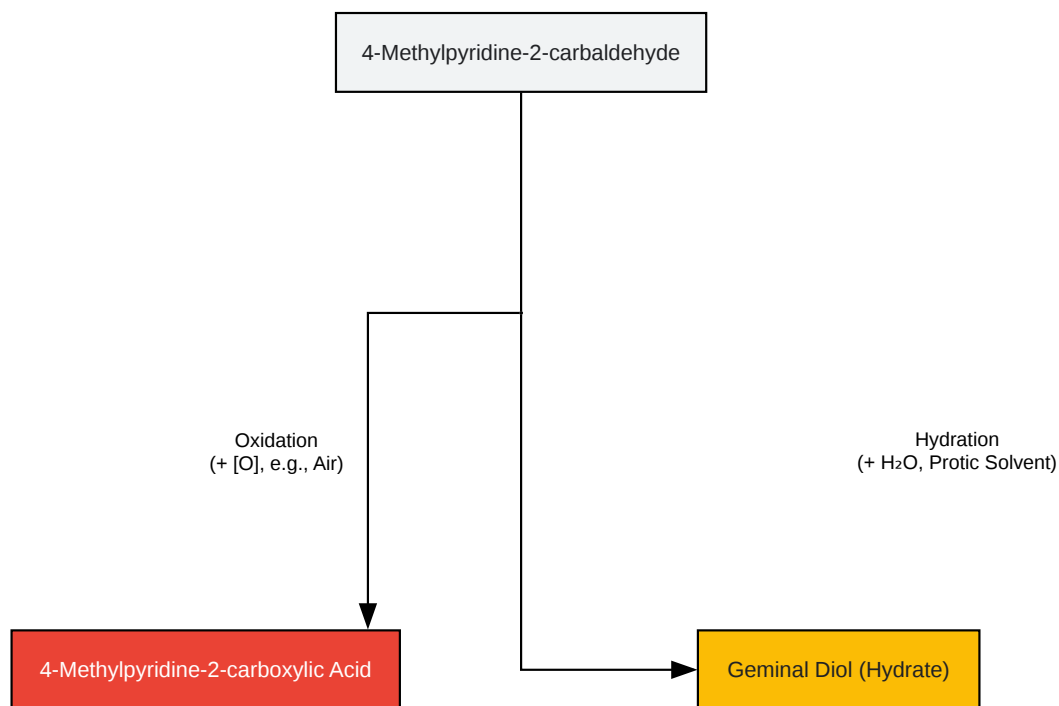 4-Methylpyridine-2-carbaldehyde
Oxidation
(+ [O], e.g., Air)
Hydration
(+ H₂O, Protic Solvent)
4-Methylpyridine-2-carboxylic Acid
Geminal Diol (Hydrate)